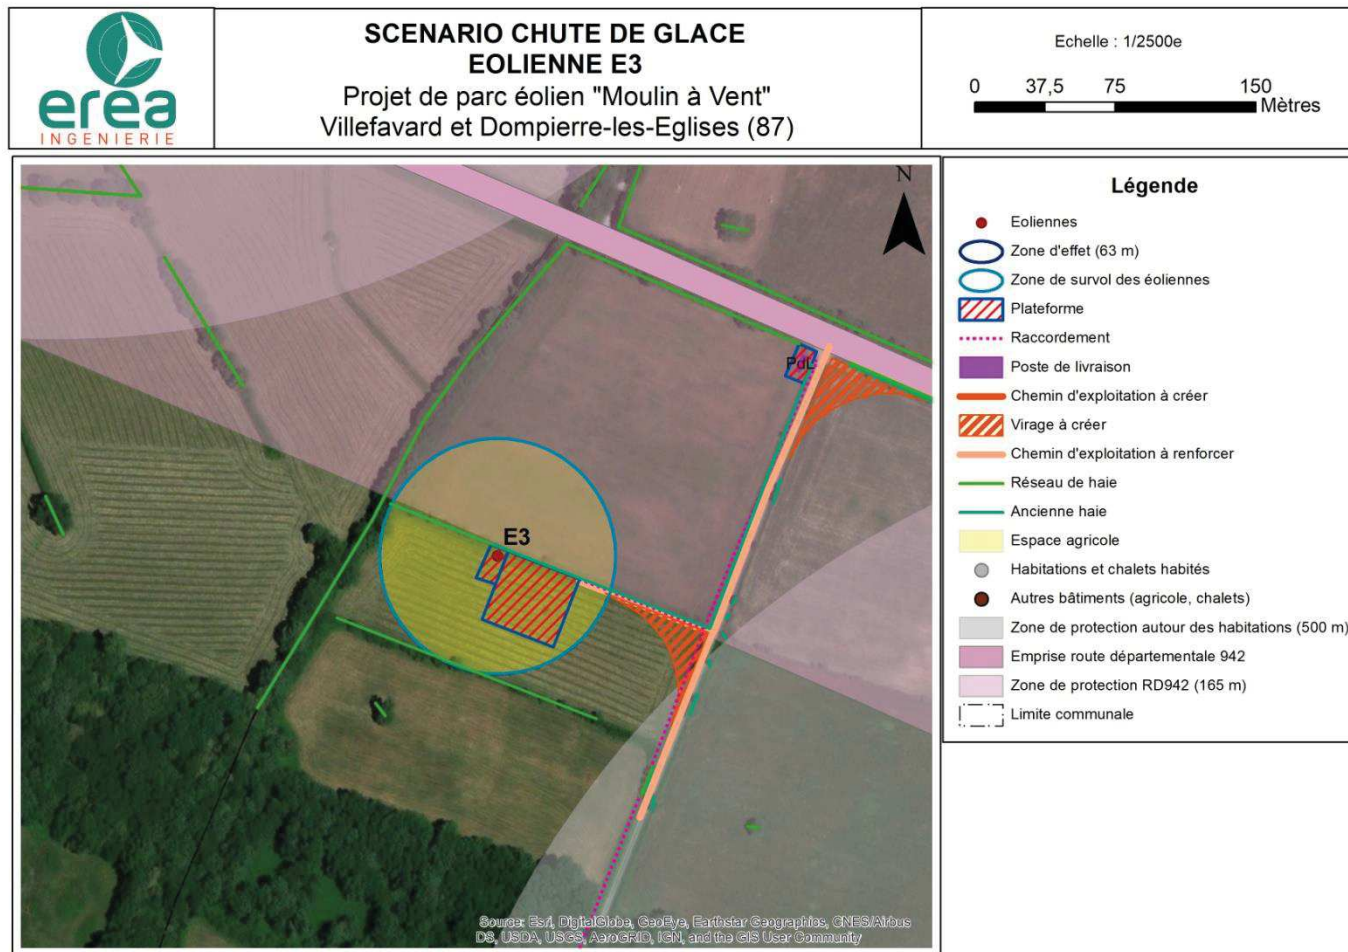 erea
INGENIERIE
SCENARIO CHUTE DE GLACE
EOLIENNE E3
Projet de parc éolien "Moulin à Vent"
Villefavard et Dompierre-les-Eglises (87)
Echelle : 1/2500e
0 37,5 75 150
Mètres
N
PdL
E3
Source: Esri, DigitalGlobe, GeoEye, Earthstar Geographics, CNES/Airbus
DS, USDA, USGS, AeroGRID, IGN, and the GIS User Community
Légende
Eoliennes
Zone d'effet (63 m)
Zone de survol des éoliennes
Plateforme
Raccordement
Poste de livraison
Chemin d'exploitation à créer
Virage à créer
Chemin d'exploitation à renforcer
Réseau de haie
Ancienne haie
Espace agricole
Habitations et chalets habités
Autres bâtiments (agricole, chalets)
Zone de protection autour des habitations (500 m)
Emprise route départementale 942
Zone de protection RD942 (165 m)
Limite communale